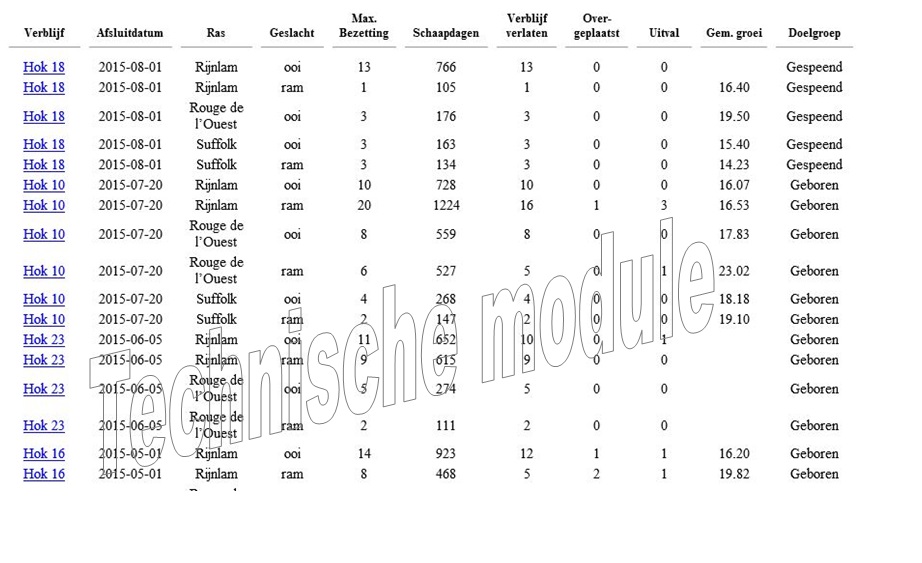 Verblijf Afsluitdatum Ras Geslacht Max. Bezetting Schaapdagen Verblijf verlaten Over-geplaatst Uitval Gem. groei Doelgroep
Hok 18 2015-08-01 Rijnlam ooi 13 766 13 0 0 Gespeend
Hok 18 2015-08-01 Rijnlam ram 1 105 1 0 0 16.40 Gespeend
Hok 18 2015-08-01 Rouge de l’Ouest ooi 3 176 3 0 0 19.50 Gespeend
Hok 18 2015-08-01 Suffolk ooi 3 163 3 0 0 15.40 Gespeend
Hok 18 2015-08-01 Suffolk ram 3 134 3 0 0 14.23 Gespeend
Hok 10 2015-07-20 Rijnlam ooi 10 728 10 0 0 16.07 Geboren
Hok 10 2015-07-20 Rijnlam ram 20 1224 16 1 3 16.53 Geboren
Hok 10 2015-07-20 Rouge de l’Ouest ooi 8 559 8 0 0 17.83 Geboren
Hok 10 2015-07-20 Rouge de l’Ouest ram 6 527 5 0 1 23.02 Geboren
Hok 10 2015-07-20 Suffolk ooi 4 268 4 0 0 18.18 Geboren
Hok 10 2015-07-20 Suffolk ram 2 147 2 0 0 19.10 Geboren
Hok 23 2015-06-05 Rijnlam ooi 11 652 10 0 1 Geboren
Hok 23 2015-06-05 Rijnlam ram 9 615 9 0 0 Geboren
Hok 23 2015-06-05 Rouge de l’Ouest ooi 5 274 5 0 0 Geboren
Hok 23 2015-06-05 Rouge de l’Ouest ram 2 111 2 0 0 Geboren
Hok 16 2015-05-01 Rijnlam ooi 14 923 12 1 1 16.20 Geboren
Hok 16 2015-05-01 Rijnlam ram 8 468 5 2 1 19.82 Geboren
Technische module